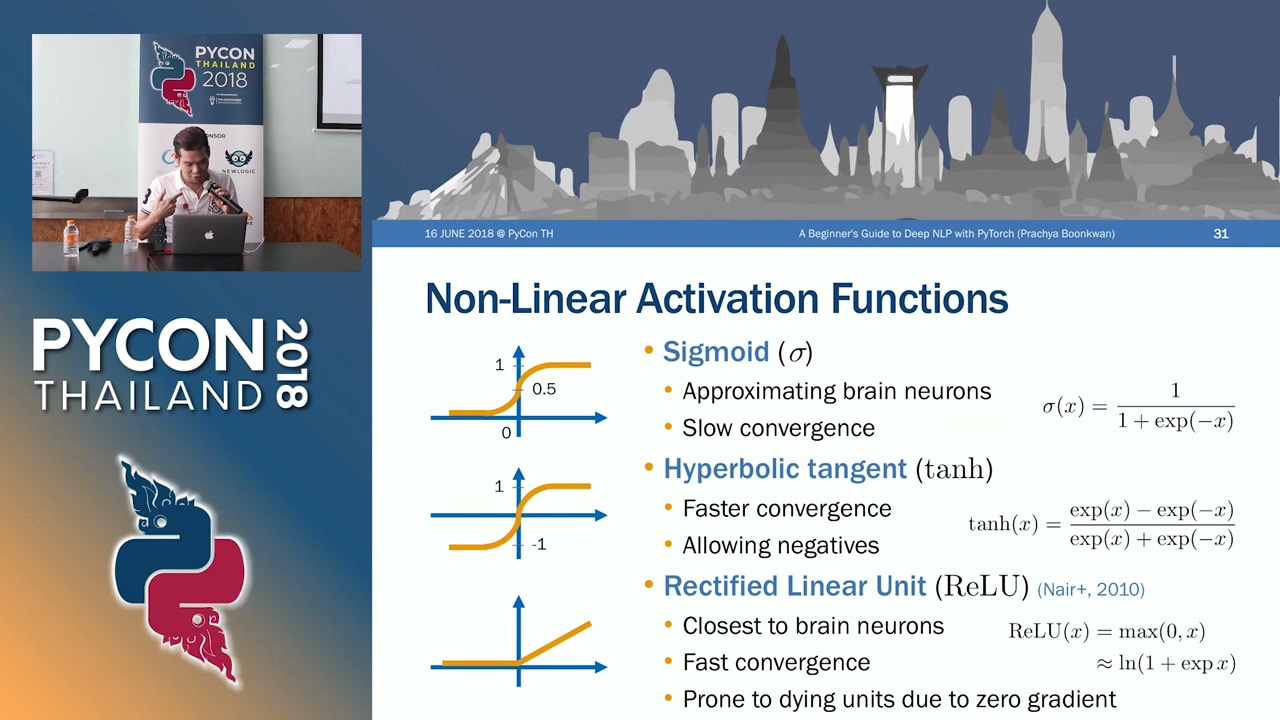 PYCON
THAILAND
2018
NEWLOGIC
PYCON
THAILAND
2018
16 JUNE 2018 @ PyCon TH
A Beginner's Guide to Deep NLP with PyTorch (Prachya Boonkwan)
31
Non-Linear Activation Functions
1
0.5
0
• Sigmoid (σ)
• Approximating brain neurons
• Slow convergence
σ(x) = 1 / (1 + exp(−x))
1
-1
• Hyperbolic tangent (tanh)
• Faster convergence
• Allowing negatives
tanh(x) = (exp(x) − exp(−x)) / (exp(x) + exp(−x))
• Rectified Linear Unit (ReLU) (Nair+, 2010)
• Closest to brain neurons
• Fast convergence
• Prone to dying units due to zero gradient
ReLU(x) = max(0, x)
≈ ln(1 + exp x)